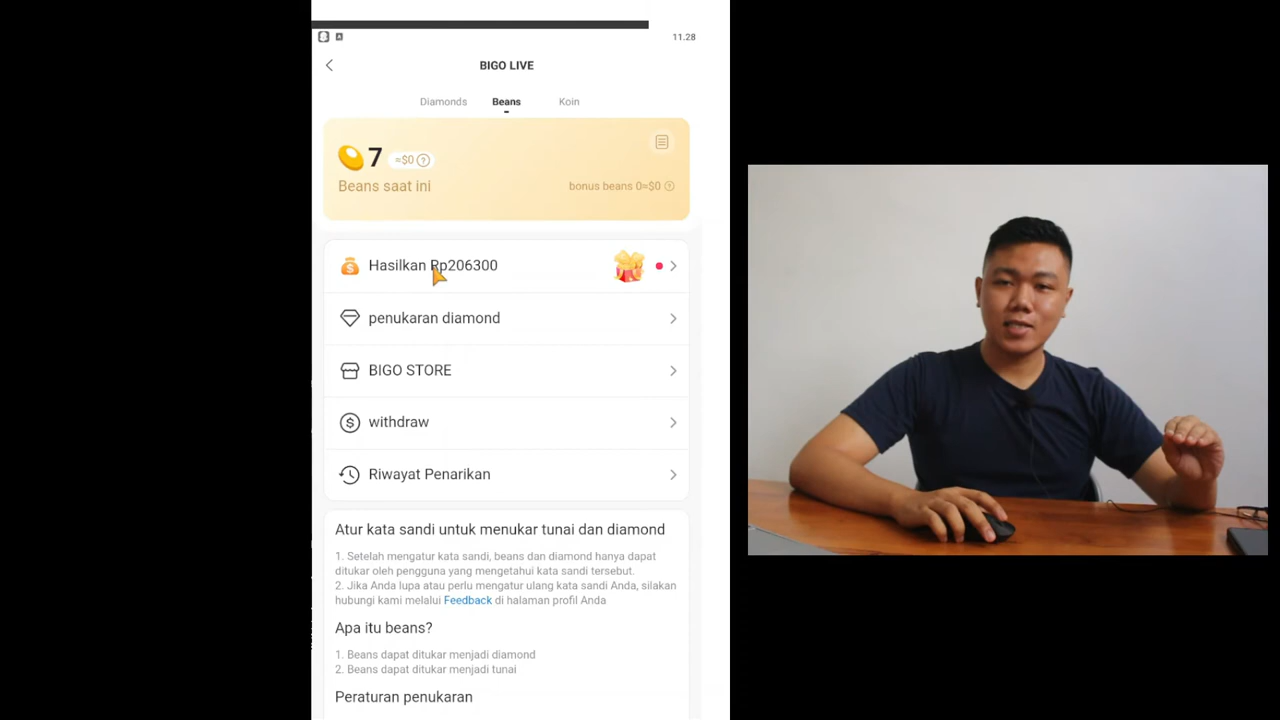 11.28
BIGO LIVE
Diamonds Beans Koin
7 ≈$0
Beans saat ini
bonus beans 0≈$0
Hasilkan Rp206300
penukaran diamond
BIGO STORE
withdraw
Riwayat Penarikan
Atur kata sandi untuk menukar tunai dan diamond
1. Setelah mengatur kata sandi, beans dan diamond hanya dapat
ditukar oleh pengguna yang mengetahui kata sandi tersebut.
2. Jika Anda lupa atau perlu mengatur ulang kata sandi Anda, silakan
hubungi kami melalui Feedback di halaman profil Anda
Apa itu beans?
1. Beans dapat ditukar menjadi diamond
2. Beans dapat ditukar menjadi tunai
Peraturan penukaran